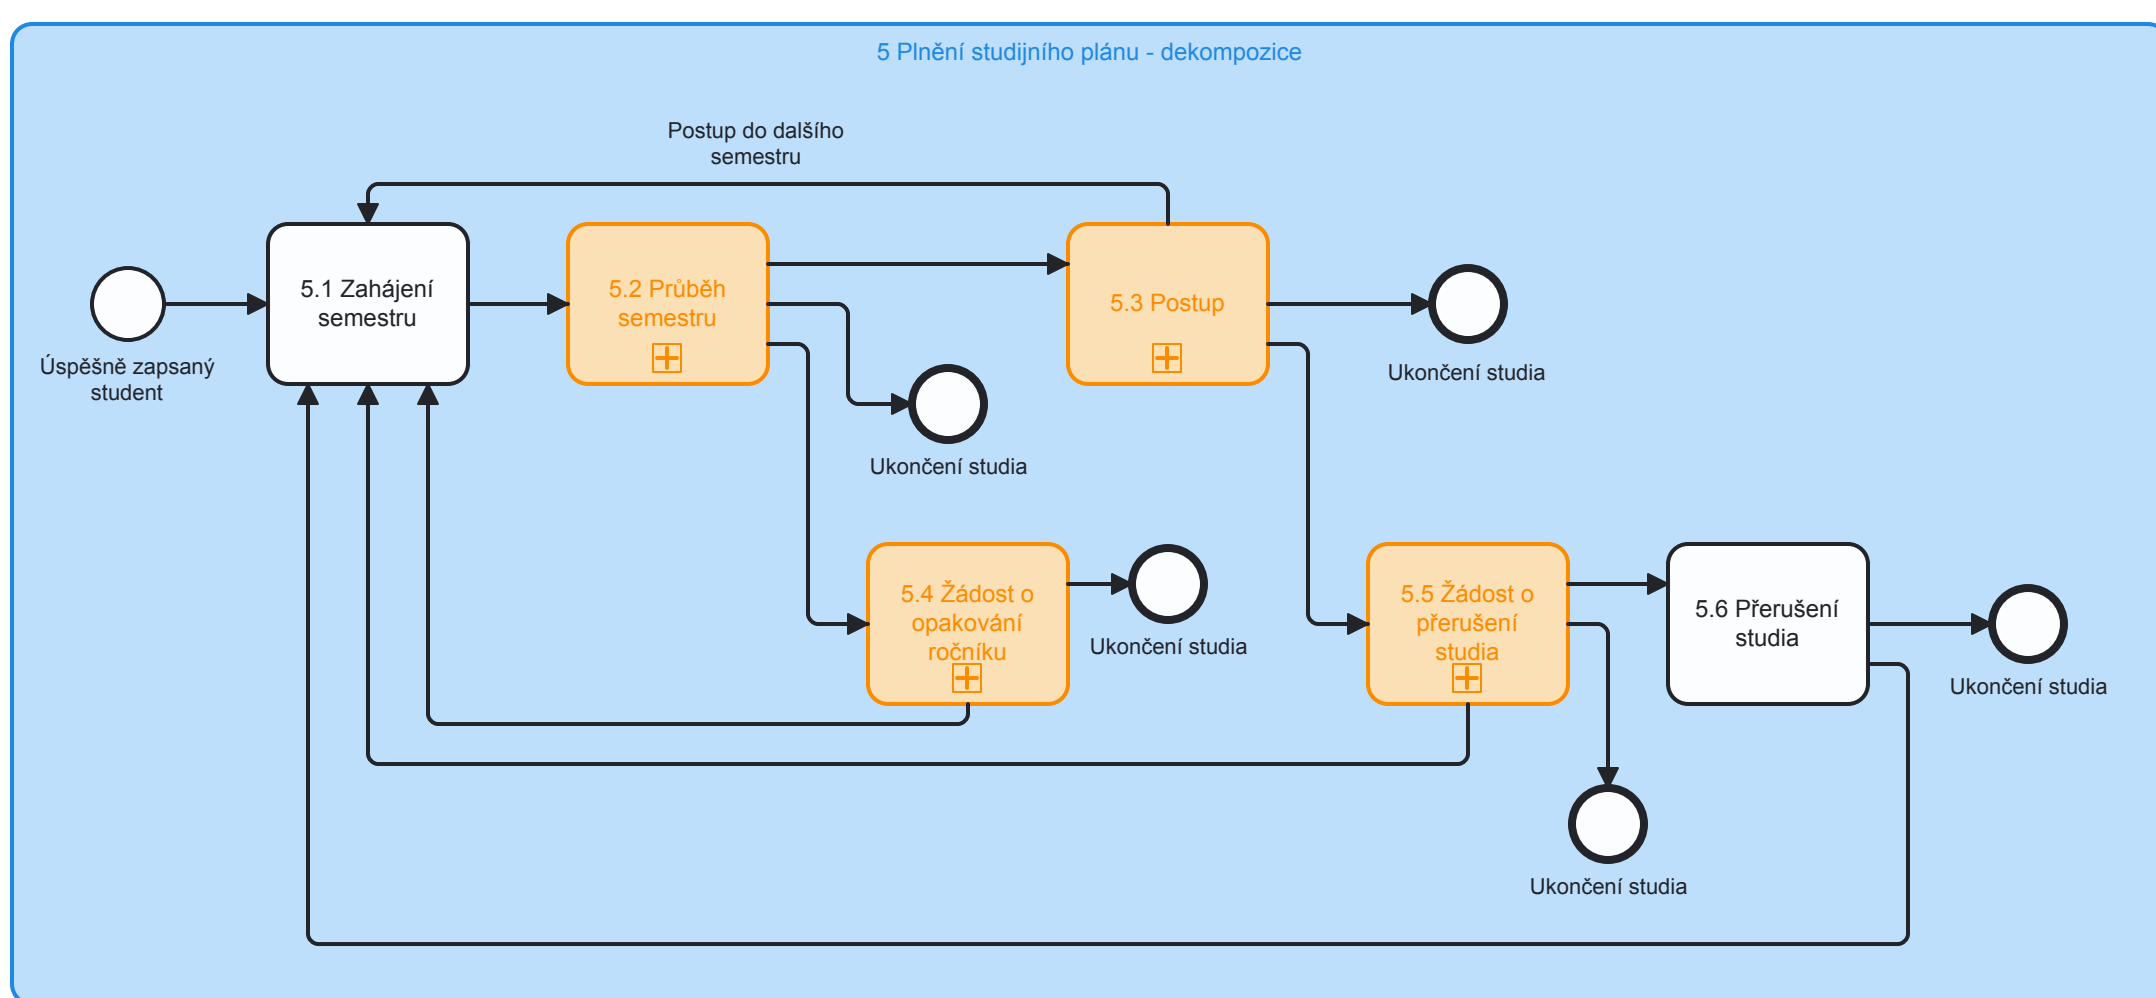 5 Plnění studijního plánu - dekompozice
Postup do dalšího
semestru
Úspěšně zapsaný
student
5.1 Zahájení
semestru
5.2 Průběh
semestru
5.3 Postup
Ukončení studia
Ukončení studia
5.4 Žádost o
opakování
ročníku
Ukončení studia
5.5 Žádost o
přerušení
studia
5.6 Přerušení
studia
Ukončení studia
Ukončení studia